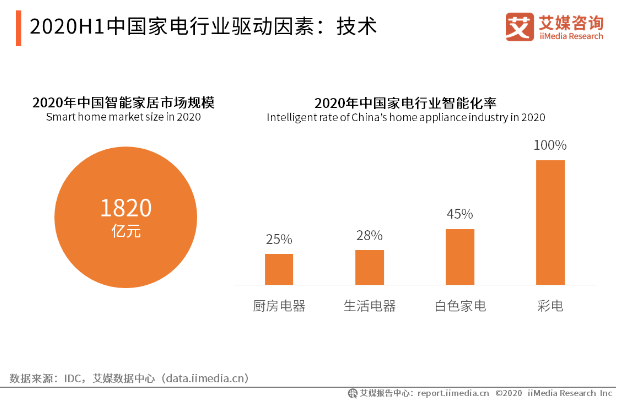 2020H1中国家电行业驱动因素：技术
艾媒咨询
iiMedia Research
2020年中国智能家居市场规模
Smart home market size in 2020
2020年中国家电行业智能化率
Intelligent rate of China's home appliance industry in 2020
1820
亿元
25%
28%
45%
100%
厨房电器
生活电器
白色家电
彩电
数据来源：IDC，艾媒数据中心（data.iimedia.cn）
艾媒报告中心：report.iimedia.cn ©2020 iiMedia Research Inc